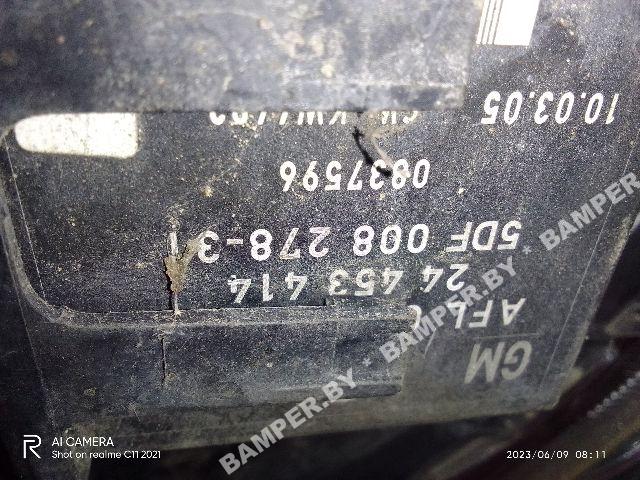 GM
AFL
24 453 414
5DF 008 278-31
0837596
10.03.05
BAMPER.BY * BAMPER.BY * BAMPER.BY
AI CAMERA
Shot on realme C11 2021
2023/06/09 08:11